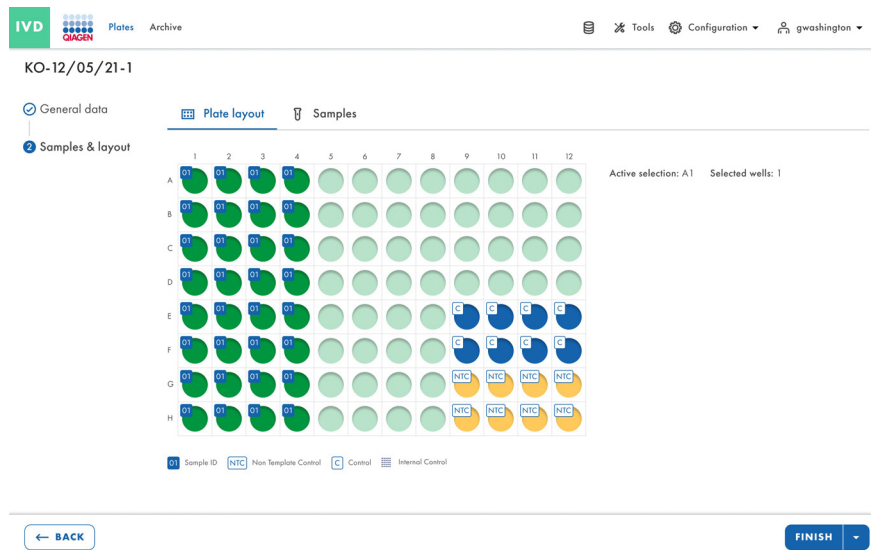 IVD QIAGEN Plates Archive Tools Configuration gwashington
KO-12/05/21-1
General data
Plate layout Samples
2 Samples & layout
1 2 3 4 5 6 7 8 9 10 11 12
Active selection: A1 Selected wells: 1
A 01 01 01 01
B 01 01 01 01
C 01 01 01 01
D 01 01 01 01
E 01 01 01 01 C C C C
F 01 01 01 01 C C C C
G 01 01 01 01 NTC NTC NTC NTC
H 01 01 01 01 NTC NTC NTC NTC
01 Sample ID NTC Non Template Control C Control Internal Control
← BACK FINISH